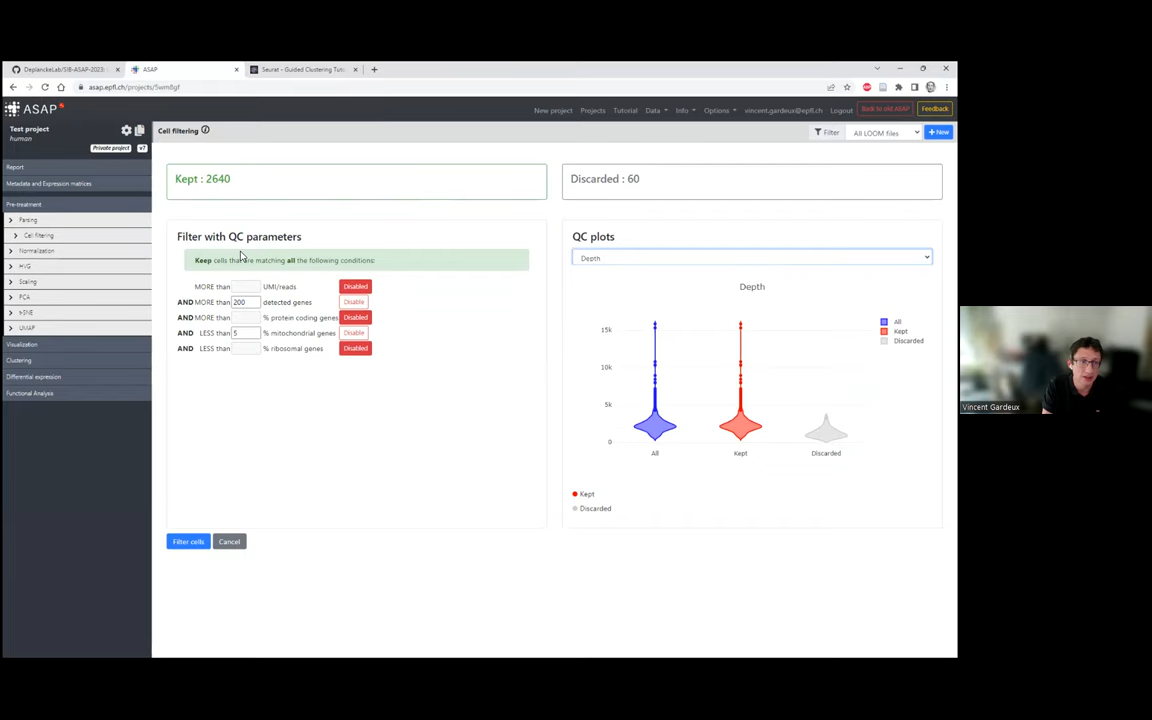 DeplanckeLab/SIB-ASAP-2023:
ASAP
Seurat - Guided Clustering Tuto
asap.epfl.ch/projects/5wm8gf
ASAP
New project
Projects
Tutorial
Data
Info
Options
vincent.gardeux@epfl.ch
Logout
Back to old ASAP
Feedback
Test project
human
Private project
v7
Cell filtering
Filter
All LOOM files
+ New
Report
Metadata and Expression matrices
Pre-treatment
Parsing
Cell filtering
Normalization
HVG
Scaling
PCA
t-SNE
UMAP
Visualization
Clustering
Differential expression
Functional Analysis
Kept : 2640
Discarded : 60
Filter with QC parameters
Keep cells that are matching all the following conditions:
MORE than UMI/reads Disabled
AND MORE than 200 detected genes Disable
AND MORE than % protein coding genes Disabled
AND LESS than 5 % mitochondrial genes Disable
AND LESS than % ribosomal genes Disabled
QC plots
Depth
Depth
15k
10k
5k
0
All
Kept
Discarded
All
Kept
Discarded
Kept
Discarded
Filter cells
Cancel
Vincent Gardeux